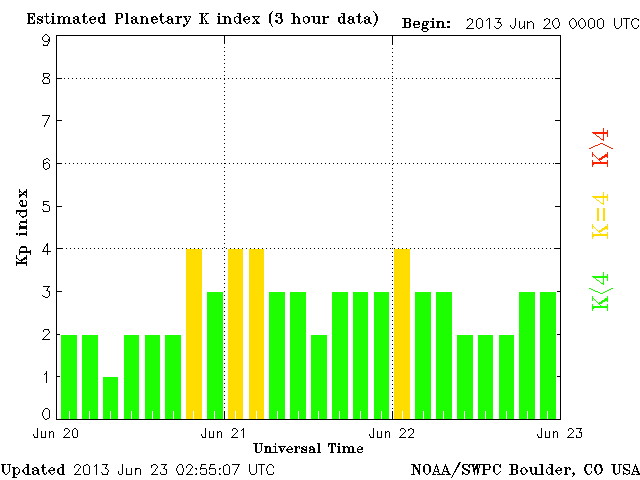 Estimated Planetary K index (3 hour data) Begin: 2013 Jun 20 0000 UTC
9
8
7
6
5
4
3
2
1
0
Kp index
K>4
K=4
K<4
Jun 20 Jun 21 Jun 22 Jun 23
Universal Time
Updated 2013 Jun 23 02:55:07 UTC NOAA/SWPC Boulder, CO USA